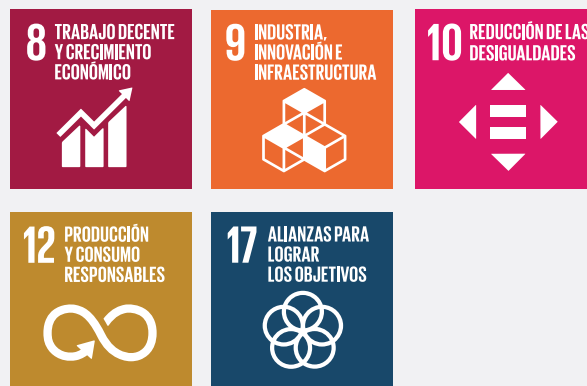 8 TRABAJO DECENTE
Y CRECIMIENTO
ECONÓMICO
9 INDUSTRIA,
INNOVACIÓN E
INFRAESTRUCTURA
10 REDUCCIÓN DE LAS
DESIGUALDADES
12 PRODUCCIÓN
Y CONSUMO
RESPONSABLES
17 ALIANZAS PARA
LOGRAR
LOS OBJETIVOS